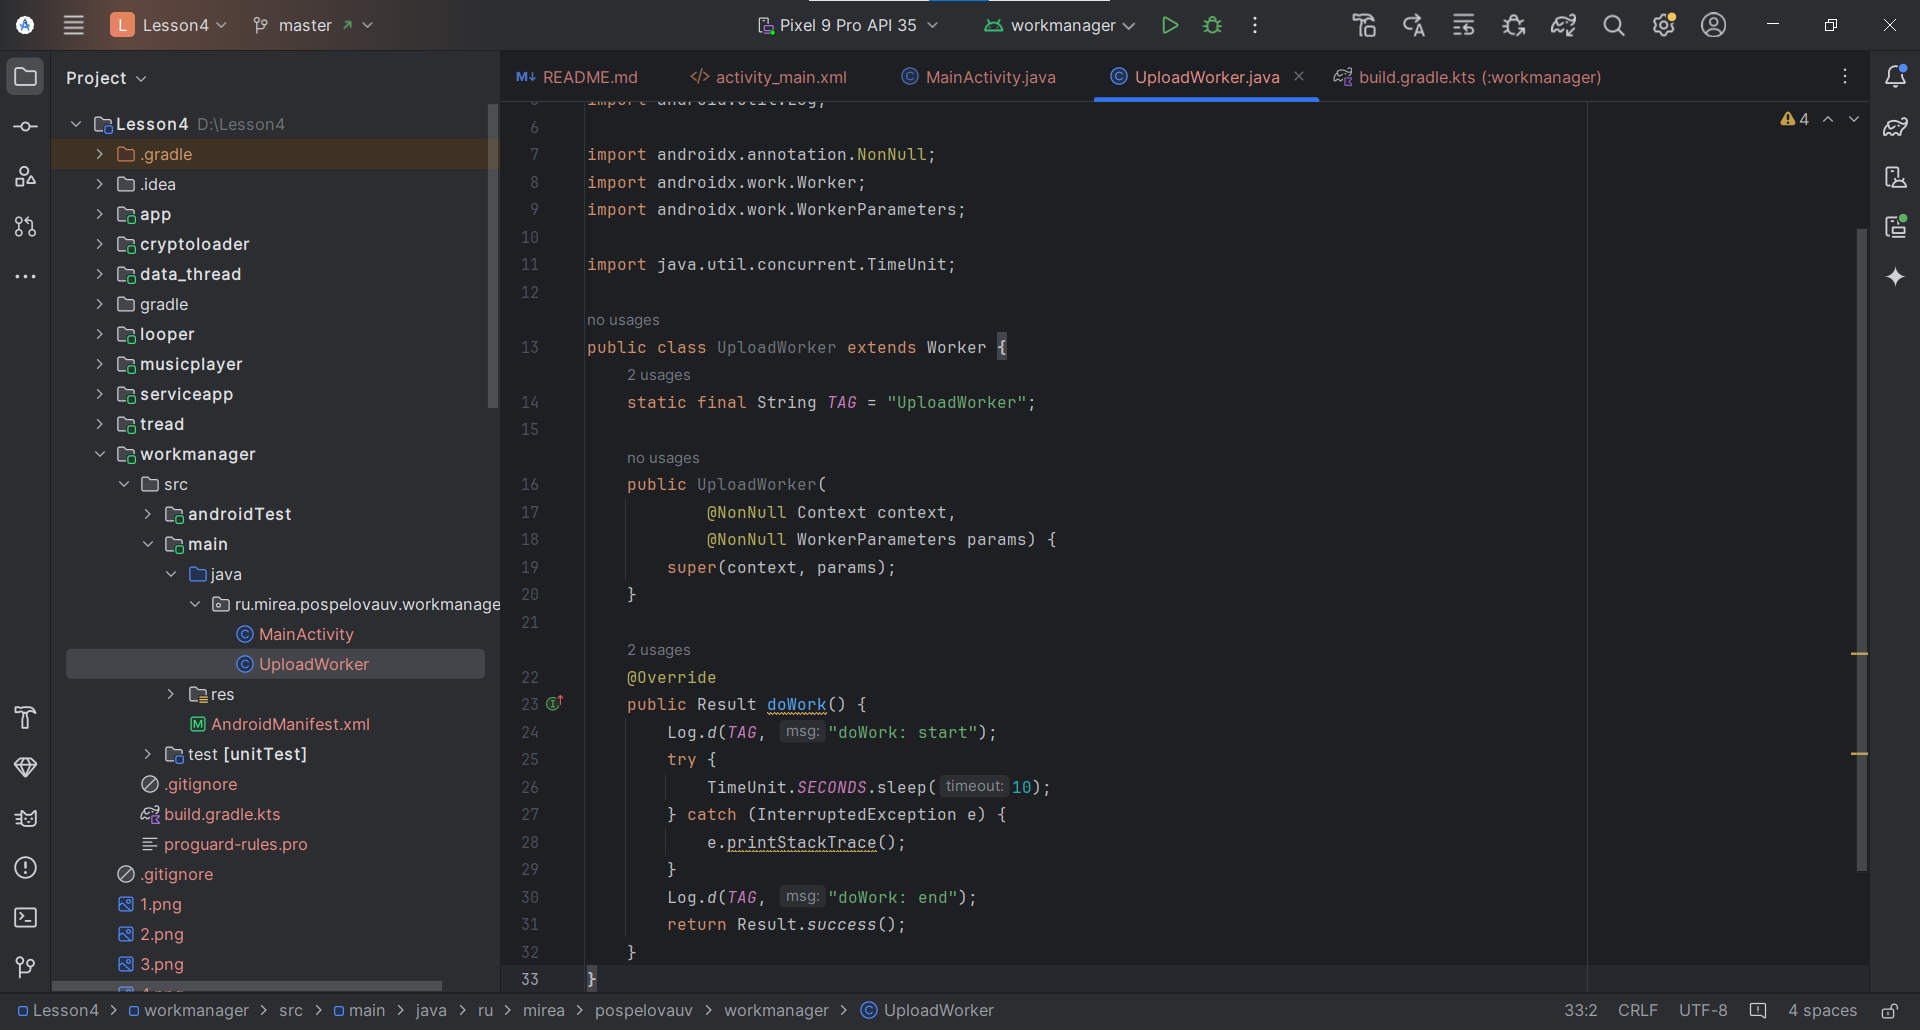 L Lesson4 master Pixel 9 Pro API 35 workmanager
Project
README.md activity_main.xml MainActivity.java UploadWorker.java build.gradle.kts (:workmanager)
Lesson4 D:\Lesson4
.gradle
.idea
app
cryptoloader
data_thread
gradle
looper
musicplayer
serviceapp
tread
workmanager
src
androidTest
main
java
ru.mirea.pospelovauv.workmanage
MainActivity
UploadWorker
res
AndroidManifest.xml
test [unitTest]
.gitignore
build.gradle.kts
proguard-rules.pro
.gitignore
1.png
2.png
3.png
4.png
4
import android.util.Log;
6
7 import androidx.annotation.NonNull;
8 import androidx.work.Worker;
9 import androidx.work.WorkerParameters;
10
11 import java.util.concurrent.TimeUnit;
12
no usages
13 public class UploadWorker extends Worker {
2 usages
14 static final String TAG = "UploadWorker";
15
no usages
16 public UploadWorker(
17 @NonNull Context context,
18 @NonNull WorkerParameters params) {
19 super(context, params);
20 }
21
2 usages
22 @Override
23 public Result doWork() {
24 Log.d(TAG, msg: "doWork: start");
25 try {
26 TimeUnit.SECONDS.sleep( timeout: 10);
27 } catch (InterruptedException e) {
28 e.printStackTrace();
29 }
30 Log.d(TAG, msg: "doWork: end");
31 return Result.success();
32 }
33 }
Lesson4 > workmanager > src > main > java > ru > mirea > pospelovauv > workmanager > UploadWorker 33:2 CRLF UTF-8 4 spaces